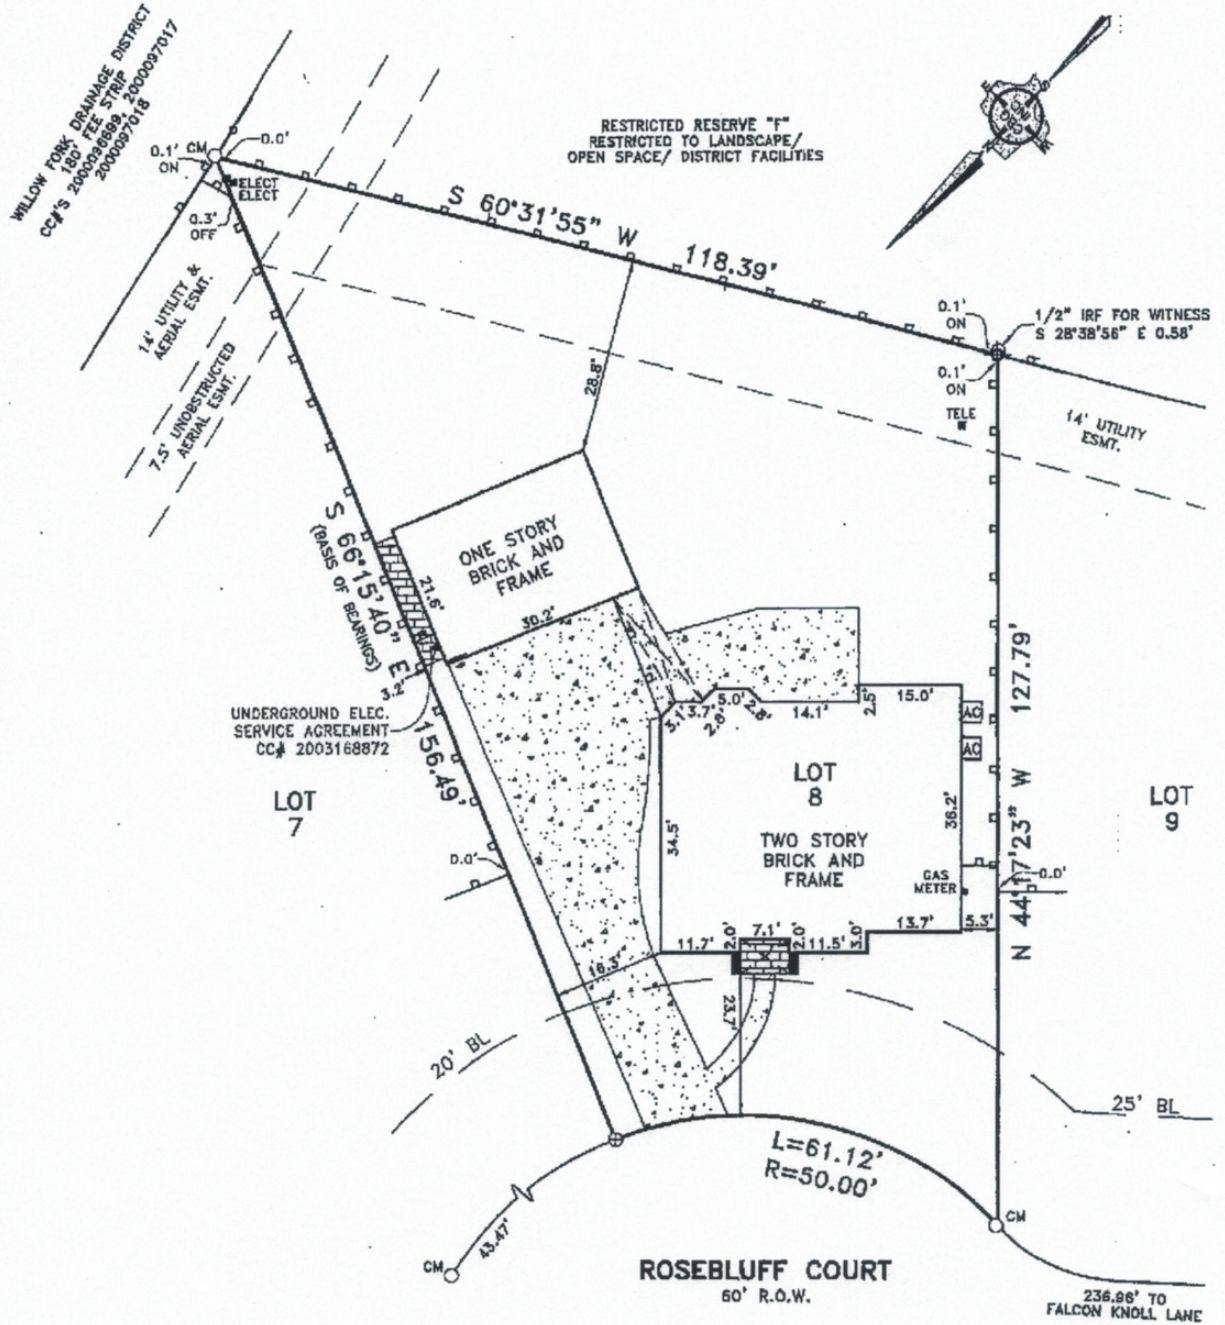 WILLOW FORK DRAINAGE DISTRICT
180' FEE STRIP
CC#'S 2000096899, 2000097017
2000097018
RESTRICTED RESERVE "F"
RESTRICTED TO LANDSCAPE/
OPEN SPACE/ DISTRICT FACILITIES
CM
0.0'
0.1'
ON
ELECT
ELECT
0.3'
OFF
S 60°31'55" W 118.39'
14' UTILITY &
AERIAL ESMT.
7.5' UNOBSTRUCTED
AERIAL ESMT.
0.1'
ON
1/2" IRF FOR WITNESS
S 28°38'56" E 0.58'
0.1'
ON
TELE
14' UTILITY
ESMT.
28.8'
S 66°15'40" E 156.49'
(BASIS OF BEARINGS)
ONE STORY
BRICK AND
FRAME
21.6'
30.2'
3.2'
UNDERGROUND ELEC.
SERVICE AGREEMENT
CC# 2003168872
3.1'
3.7'
2.8'
5.0'
2.8'
14.1'
2.5'
15.0'
AC
AC
N 44° 7'23" W 127.79'
LOT
7
LOT
8
LOT
9
TWO STORY
BRICK AND
FRAME
34.5'
36.2'
GAS
METER
0.0'
0.0'
11.7'
2.0'
7.1'
2.0'
11.5'
3.0'
13.7'
5.3'
16.3'
23.7'
20' BL
25' BL
L=61.12'
R=50.00'
43.47'
CM
CM
ROSEBLUFF COURT
60' R.O.W.
236.96' TO
FALCON KNOLL LANE